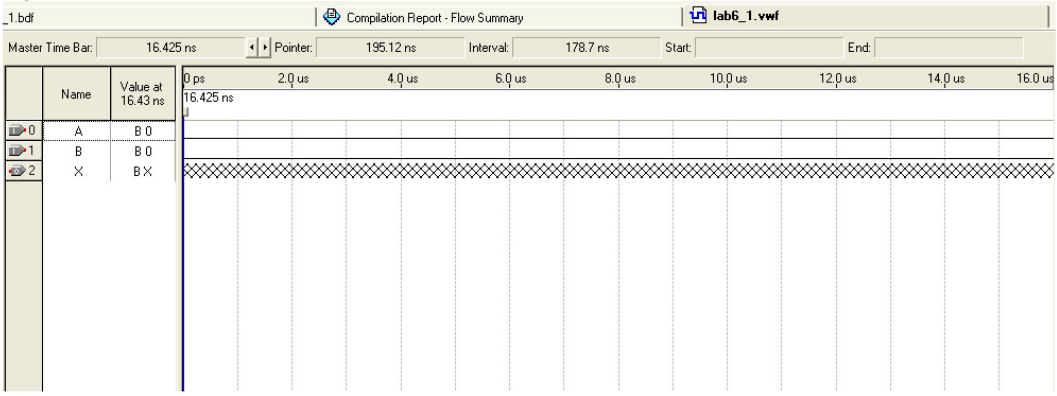 _1.bdf Compilation Report - Flow Summary lab6_1.vwf
Master Time Bar: 16.425 ns Pointer: 195.12 ns Interval: 178.7 ns Start: End:
Name Value at 16.43 ns 0 ps 2.0 us 4.0 us 6.0 us 8.0 us 10.0 us 12.0 us 14.0 us 16.0 us
16.425 ns
0 A B 0
1 B B 0
2 X B X